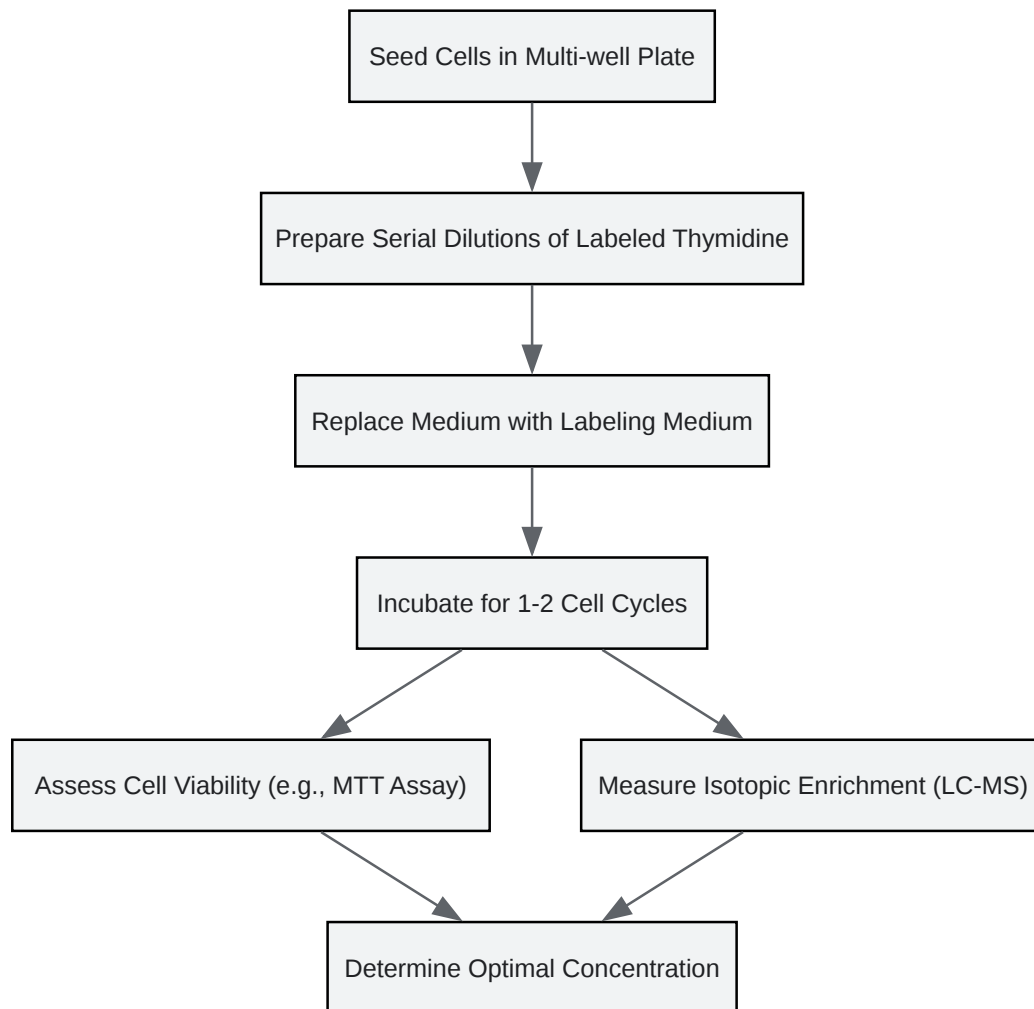 Seed Cells in Multi-well Plate
Prepare Serial Dilutions of Labeled Thymidine
Replace Medium with Labeling Medium
Incubate for 1-2 Cell Cycles
Assess Cell Viability (e.g., MTT Assay)
Measure Isotopic Enrichment (LC-MS)
Determine Optimal Concentration